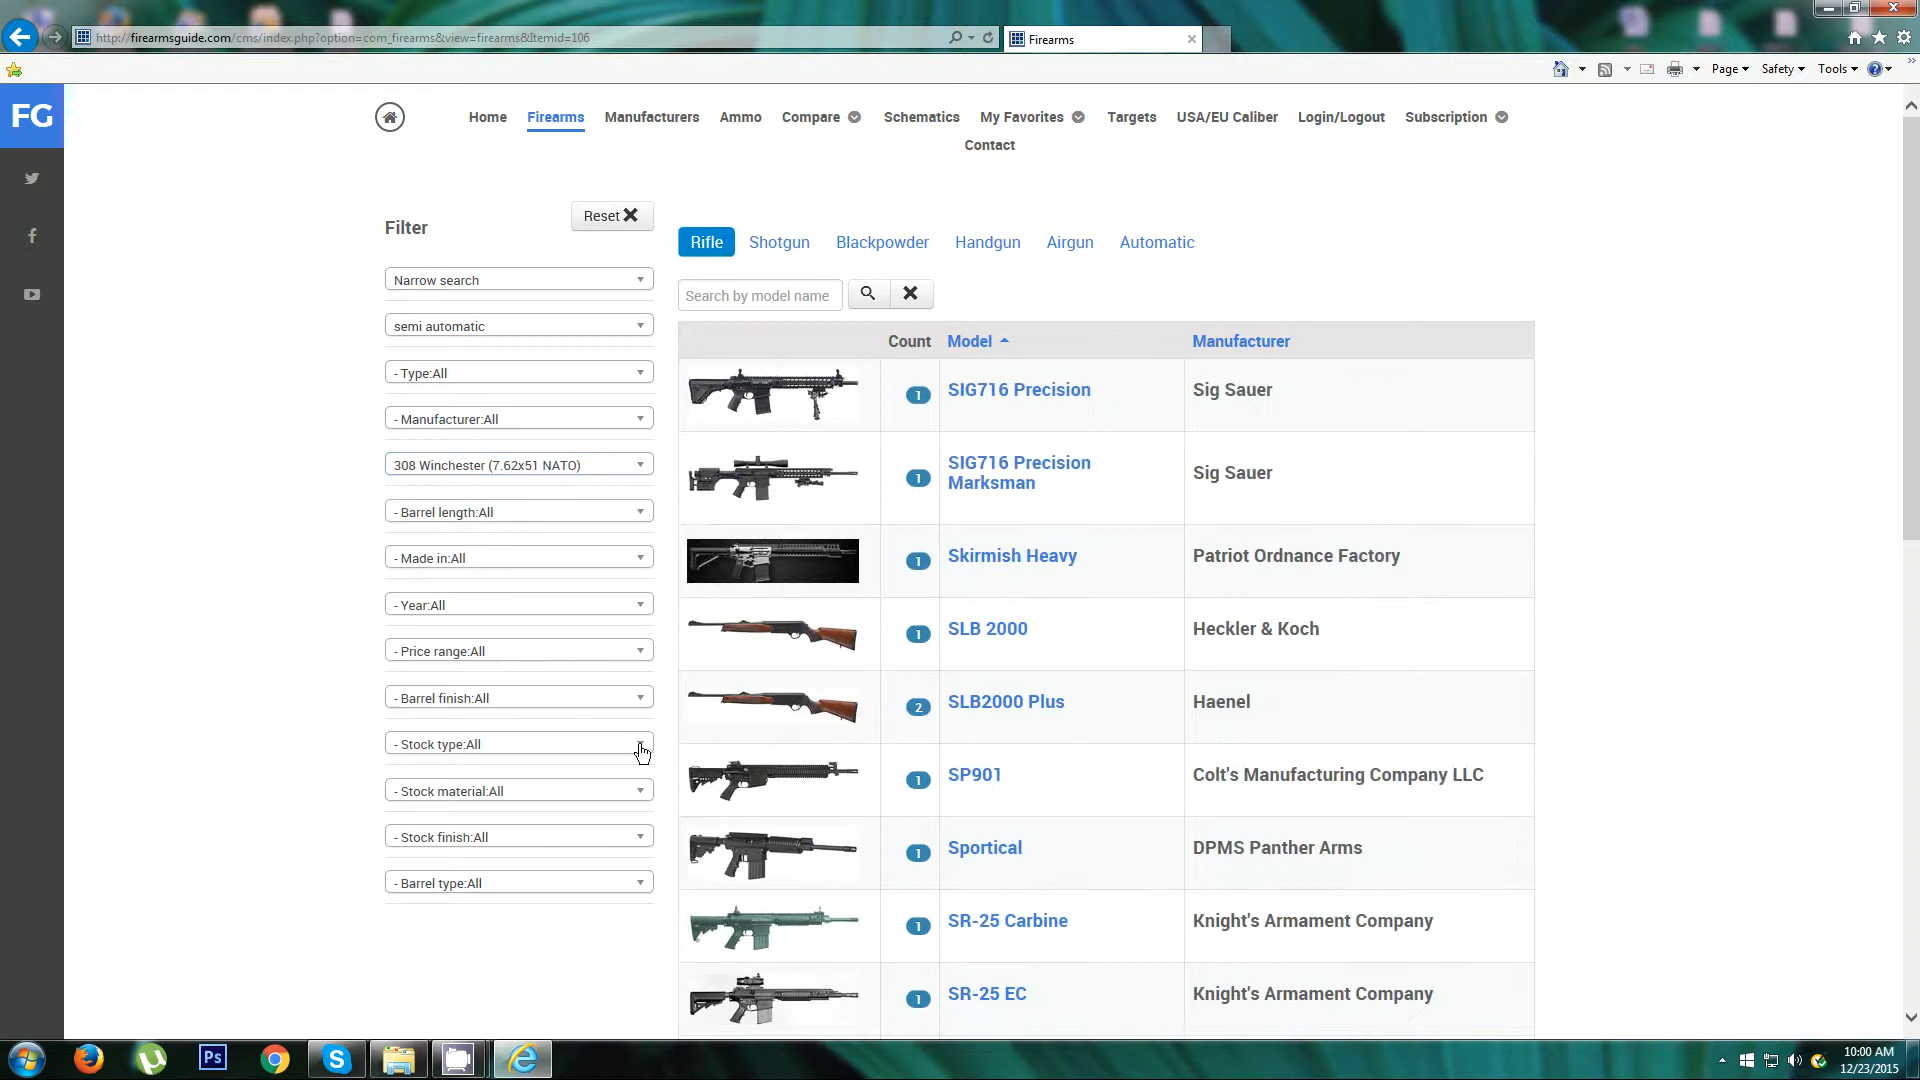 http://firearmsguide.com/cms/index.php?option=com_firearms&view=firearms&Itemid=106
Firearms
Page
Safety
Tools
FG
Home
Firearms
Manufacturers
Ammo
Compare
Schematics
My Favorites
Targets
USA/EU Caliber
Login/Logout
Subscription
Contact
Filter
Reset
Narrow search
semi automatic
- Type:All
- Manufacturer:All
308 Winchester (7.62x51 NATO)
- Barrel length:All
- Made in:All
- Year:All
- Price range:All
- Barrel finish:All
- Stock type:All
- Stock material:All
- Stock finish:All
- Barrel type:All
Rifle
Shotgun
Blackpowder
Handgun
Airgun
Automatic
Search by model name
Count Model Manufacturer
1 SIG716 Precision Sig Sauer
1 SIG716 Precision
Marksman Sig Sauer
1 Skirmish Heavy Patriot Ordnance Factory
1 SLB 2000 Heckler & Koch
2 SLB2000 Plus Haenel
1 SP901 Colt's Manufacturing Company LLC
1 Sportical DPMS Panther Arms
1 SR-25 Carbine Knight's Armament Company
1 SR-25 EC Knight's Armament Company
Ps
10:00 AM
12/23/2015